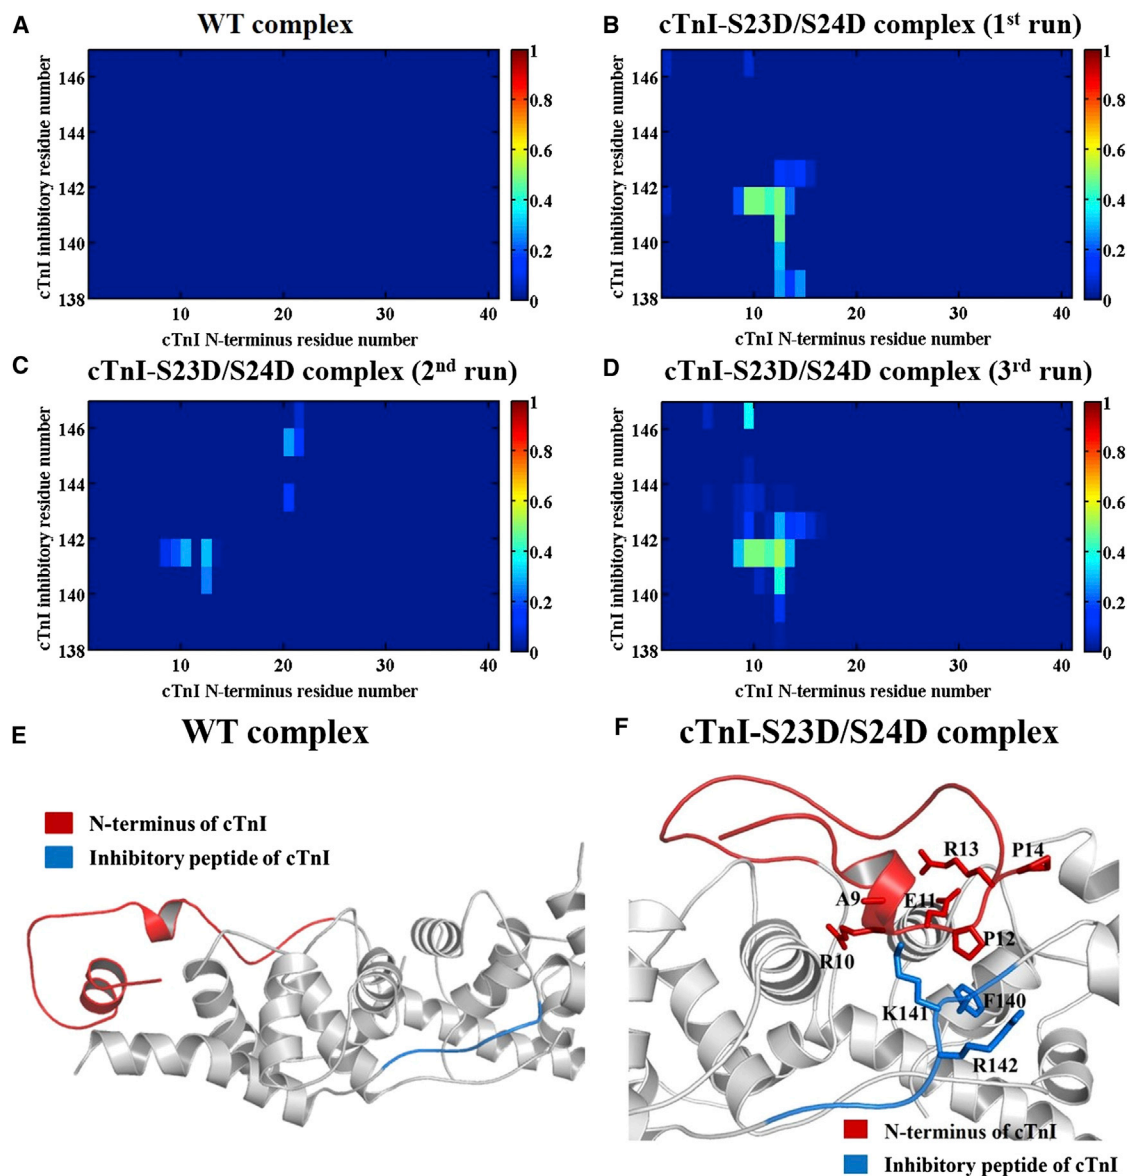 A
WT complex
B
cTnI-S23D/S24D complex (1st run)
cTnI inhibitory residue number
146
144
142
140
138
10
20
30
40
cTnI N-terminus residue number
1
0.8
0.6
0.4
0.2
0
cTnI inhibitory residue number
146
144
142
140
138
10
20
30
40
cTnI N-terminus residue number
1
0.8
0.6
0.4
0.2
0
C
cTnI-S23D/S24D complex (2nd run)
D
cTnI-S23D/S24D complex (3rd run)
cTnI inhibitory residue number
146
144
142
140
138
10
20
30
40
cTnI N-terminus residue number
1
0.8
0.6
0.4
0.2
0
cTnI inhibitory residue number
146
144
142
140
138
10
20
30
40
cTnI N-terminus residue number
1
0.8
0.6
0.4
0.2
0
E
WT complex
N-terminus of cTnI
Inhibitory peptide of cTnI
F
cTnI-S23D/S24D complex
R13
P14
A9
E11
R10
P12
K141
F140
R142
N-terminus of cTnI
Inhibitory peptide of cTnI